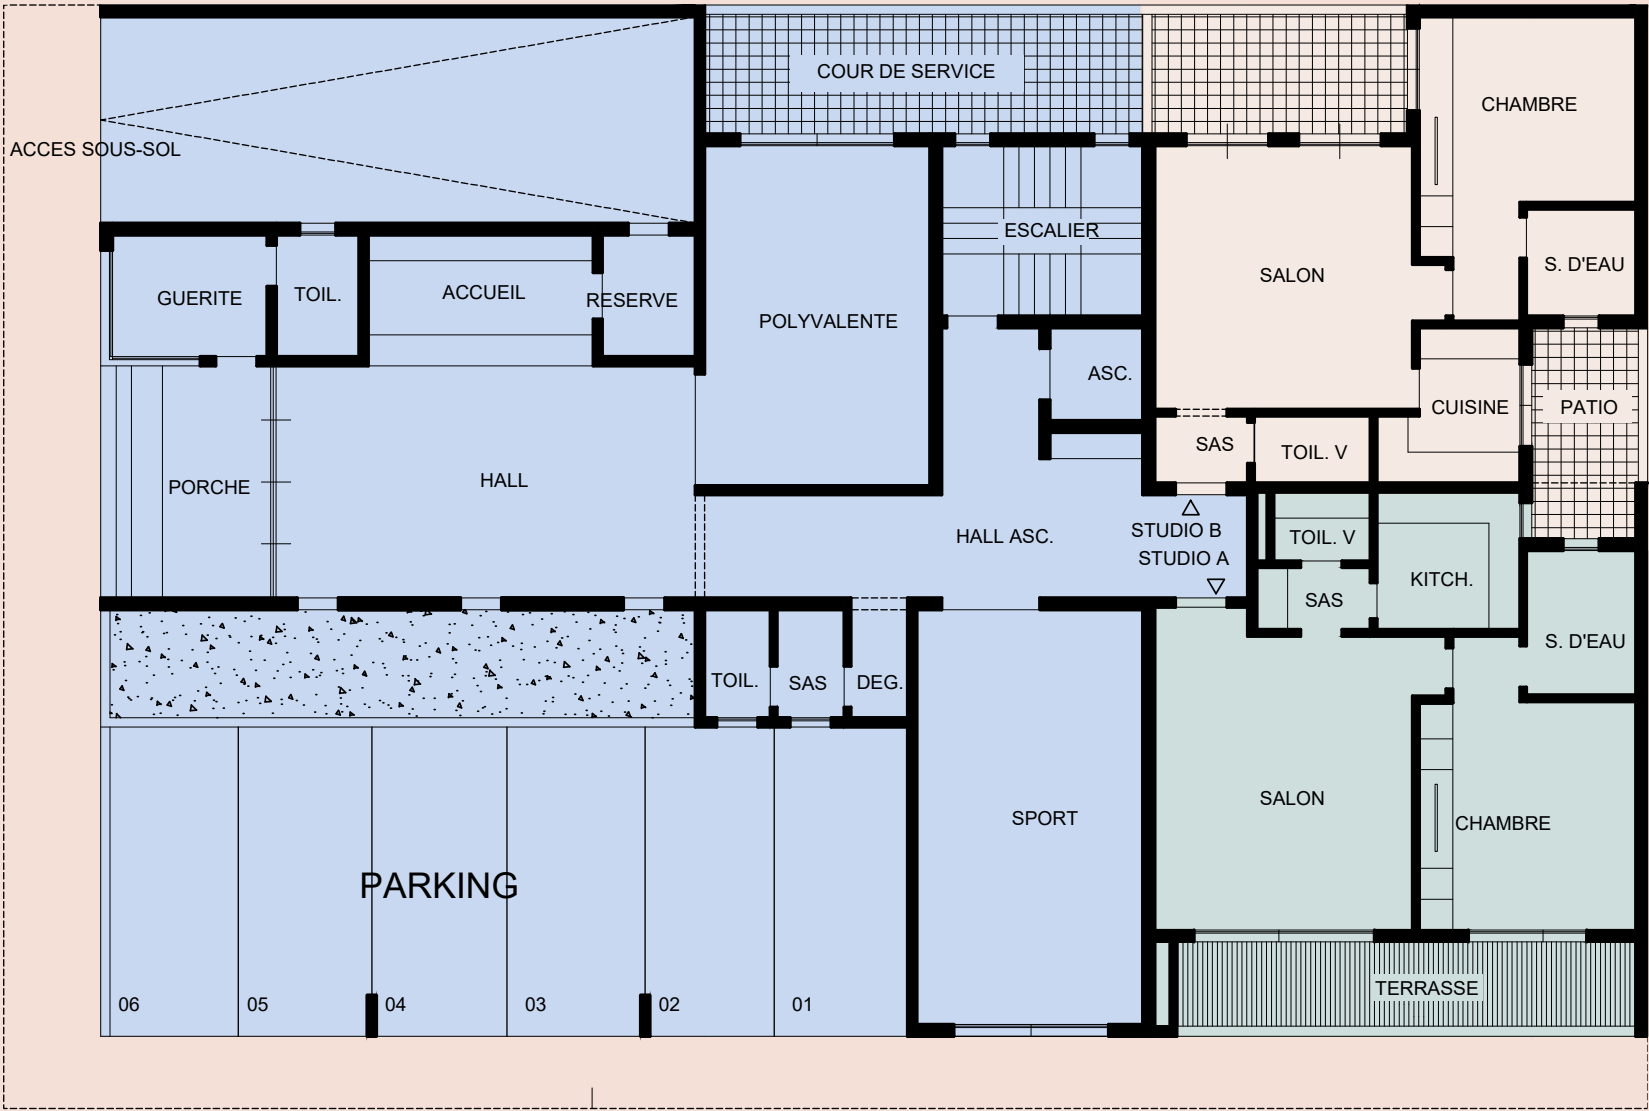 COUR DE SERVICE
CHAMBRE
ACCES SOUS-SOL
ESCALIER
S. D'EAU
SALON
GUERITE
TOIL.
ACCUEIL
RESERVE
POLYVALENTE
ASC.
CUISINE
PATIO
SAS
TOIL. V
PORCHE
HALL
HALL ASC.
STUDIO B
STUDIO A
TOIL. V
KITCH.
SAS
S. D'EAU
TOIL.
SAS
DEG.
SALON
SPORT
CHAMBRE
PARKING
TERRASSE
06
05
04
03
02
01